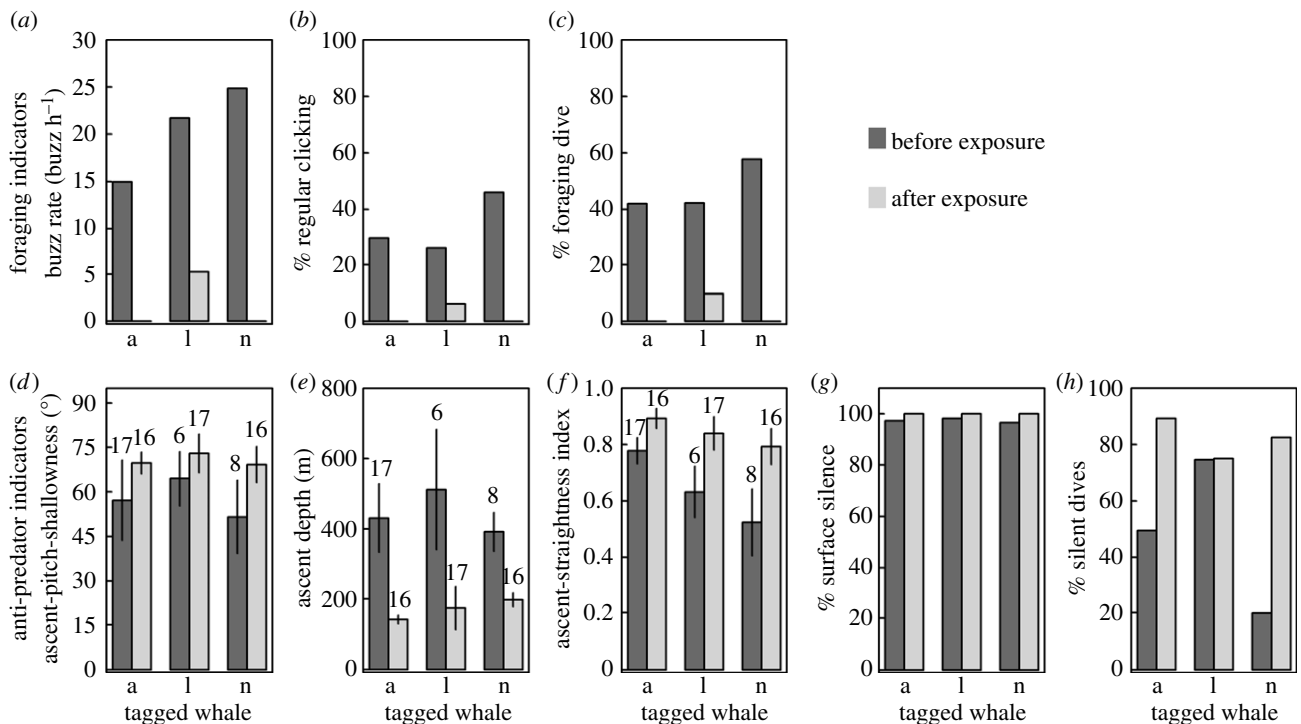 (a)
(b)
(c)
foraging indicators
buzz rate (buzz h⁻¹)
30
25
20
15
10
5
0
a l n
% regular clicking
100
80
60
40
20
0
a l n
% foraging dive
100
80
60
40
20
0
a l n
before exposure
after exposure
(d)
(e)
(f)
(g)
(h)
anti-predator indicators
ascent-pitch-shallowness (°)
90
75
60
45
30
15
0
17 16 6 17 8 16
a l n
tagged whale
ascent depth (m)
800
600
400
200
0
17 16 6 17 8 16
a l n
tagged whale
ascent-straightness index
1.0
0.8
0.6
0.4
0.2
0
17 16 6 17 8 16
a l n
tagged whale
% surface silence
100
80
60
40
20
0
a l n
tagged whale
% silent dives
100
80
60
40
20
0
a l n
tagged whale